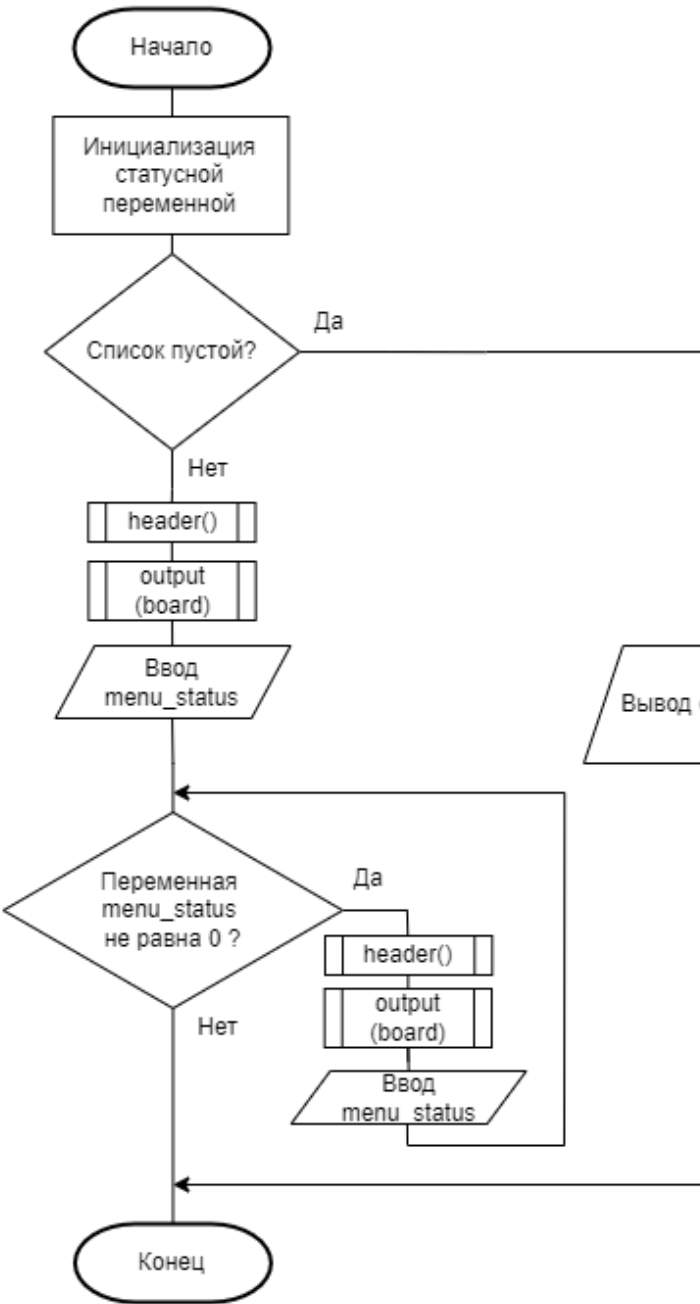 Начало
Инициализация
статусной
переменной
Да
Список пустой?
Нет
header()
output
(board)
Ввод
menu_status
Вывод
Переменная
menu_status
не равна 0 ?
Да
header()
output
(board)
Нет
Ввод
menu_status
Конец